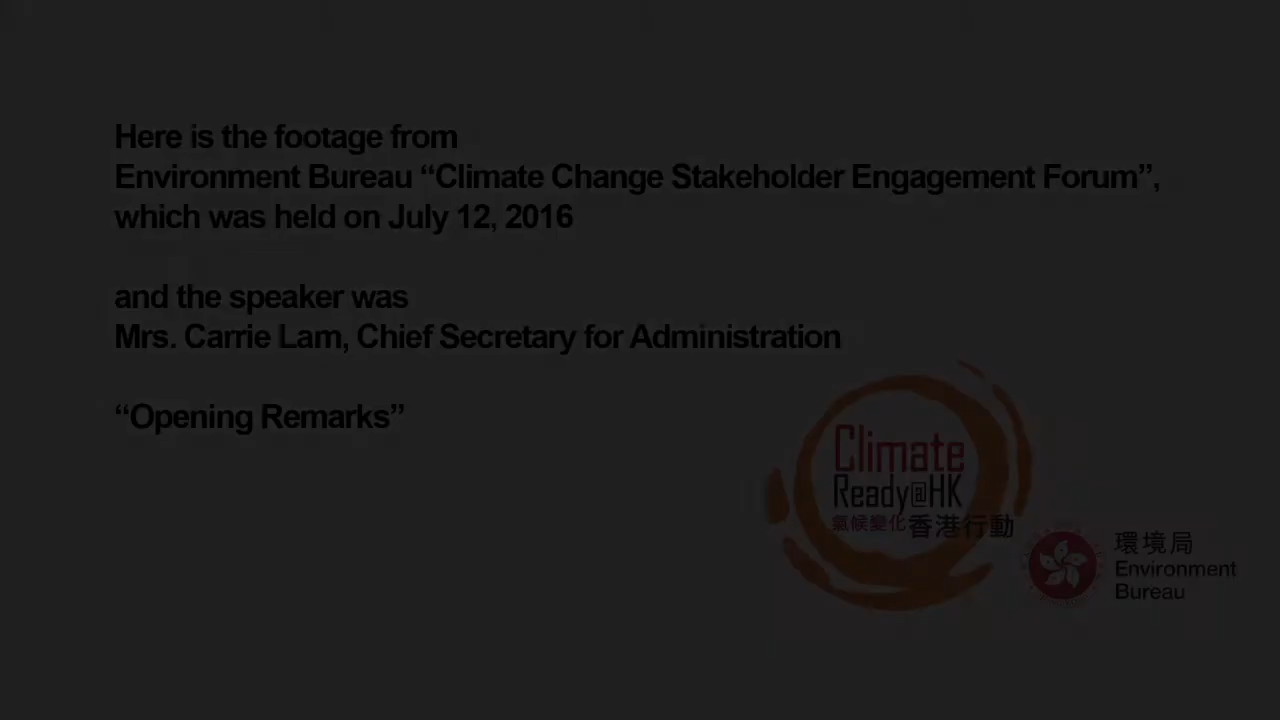 Here is the footage from
Environment Bureau “Climate Change Stakeholder Engagement Forum”,
which was held on July 12, 2016
and the speaker was
Mrs. Carrie Lam, Chief Secretary for Administration
“Opening Remarks”
Climate
Ready@HK
氣候變化香港行動
環境局
Environment
Bureau